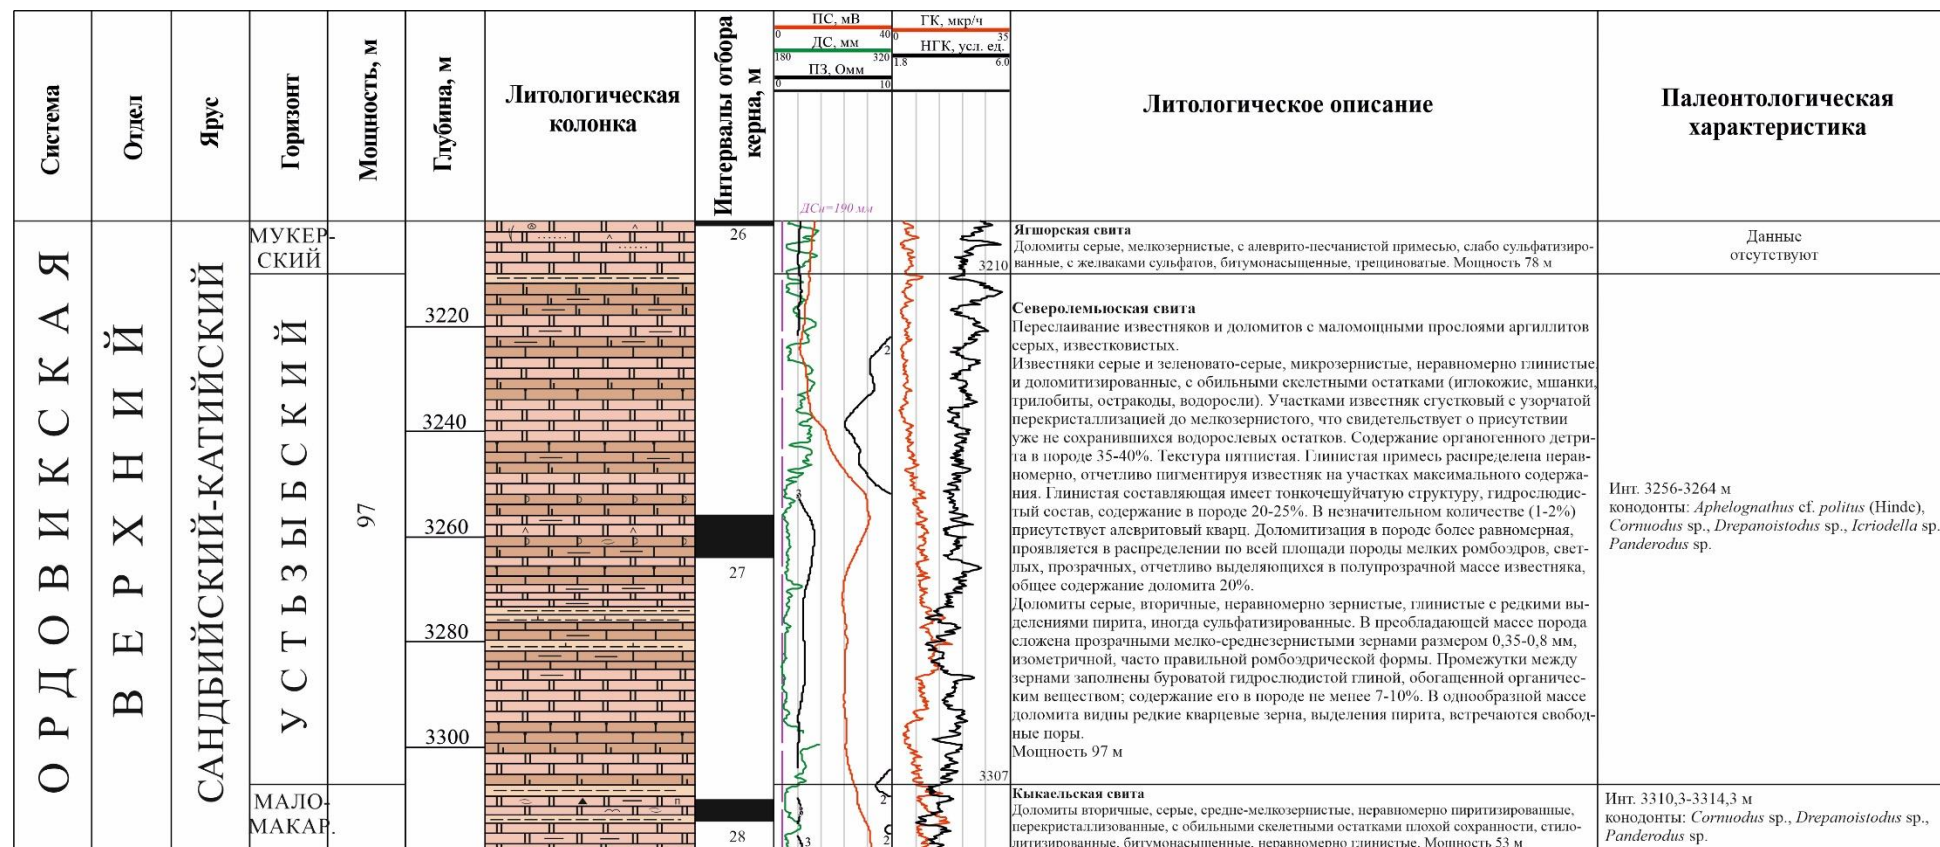 Система
Отдел
Ярус
Горизонт
Мощность, м
Глубина, м
Литологическая
колонка
Интервалы отбора
керна, м
ПС, мВ
0 40
ДС, мм
180 320
ПЗ, Омм
0 10
ГК, мкр/ч
0 35
НГК, усл. ед.
1.8 6.0
Литологическое описание
Палеонтологическая
характеристика
ДСн=190 мм
ОРДОВИКСКАЯ
ВЕРХНИЙ
САНДБИЙСКИЙ-КАТИЙСКИЙ
МУКЕР-
СКИЙ
УСТЬЗЫБСКИЙ
МАЛО-
МАКАР.
97
3220
3240
3260
3280
3300
26
27
28
2
3
2
2
3
3210
3307
Ягшорская свита
Доломиты серые, мелкозернистые, с алеврито-песчанистой примесью, слабо сульфатизиро-
ванные, с желваками сульфатов, битумонасыщенные, трещиноватые. Мощность 78 м
Данные
отсутствуют
Северолемьюская свита
Переслаивание известняков и доломитов с маломощными прослоями аргиллитов
серых, известковистых.
Известняки серые и зеленовато-серые, микрозернистые, неравномерно глинистые
и доломитизированные, с обильными скелетными остатками (иглокожие, мшанки,
трилобиты, остракоды, водоросли). Участками известняк сгустковый с узорчатой
перекристаллизацией до мелкозернистого, что свидетельствует о присутствии
уже не сохранившихся водорослевых остатков. Содержание органогенного детри-
та в породе 35-40%. Текстура пятнистая. Глинистая примесь распределена нерав-
номерно, отчетливо пигментируя известняк на участках максимального содержа-
ния. Глинистая составляющая имеет тонкочешуйчатую структуру, гидрослюдис-
тый состав, содержание в породе 20-25%. В незначительном количестве (1-2%)
присутствует алевритовый кварц. Доломитизация в породе более равномерная,
проявляется в распределении по всей площади породы мелких ромбоэдров, свет-
лых, прозрачных, отчетливо выделяющихся в полупрозрачной массе известняка,
общее содержание доломита 20%.
Доломиты серые, вторичные, неравномерно зернистые, глинистые с редкими вы-
делениями пирита, иногда сульфатизированные. В преобладающей массе порода
сложена прозрачными мелко-среднезернистыми зернами размером 0,35-0,8 мм,
изометричной, часто правильной ромбоэдрической формы. Промежутки между
зернами заполнены буроватой гидрослюдистой глиной, обогащенной органичес-
ким веществом; содержание его в породе не менее 7-10%. В однообразной массе
доломита видны редкие кварцевые зерна, выделения пирита, встречаются свобод-
ные поры.
Мощность 97 м
Инт. 3256-3264 м
конодонты: Aphelognathus cf. politus (Hinde),
Cornuodus sp., Drepanoistodus sp., Icriodella sp.
Panderodus sp.
Кыкаельская свита
Доломиты вторичные, серые, средне-мелкозернистые, неравномерно пиритизированные,
перекристаллизованные, с обильными скелетными остатками плохой сохранности, стило-
литизированные, битумонасыщенные, неравномерно глинистые. Мощность 53 м
Инт. 3310,3-3314,3 м
конодонты: Cornuodus sp., Drepanoistodus sp.,
Panderodus sp.